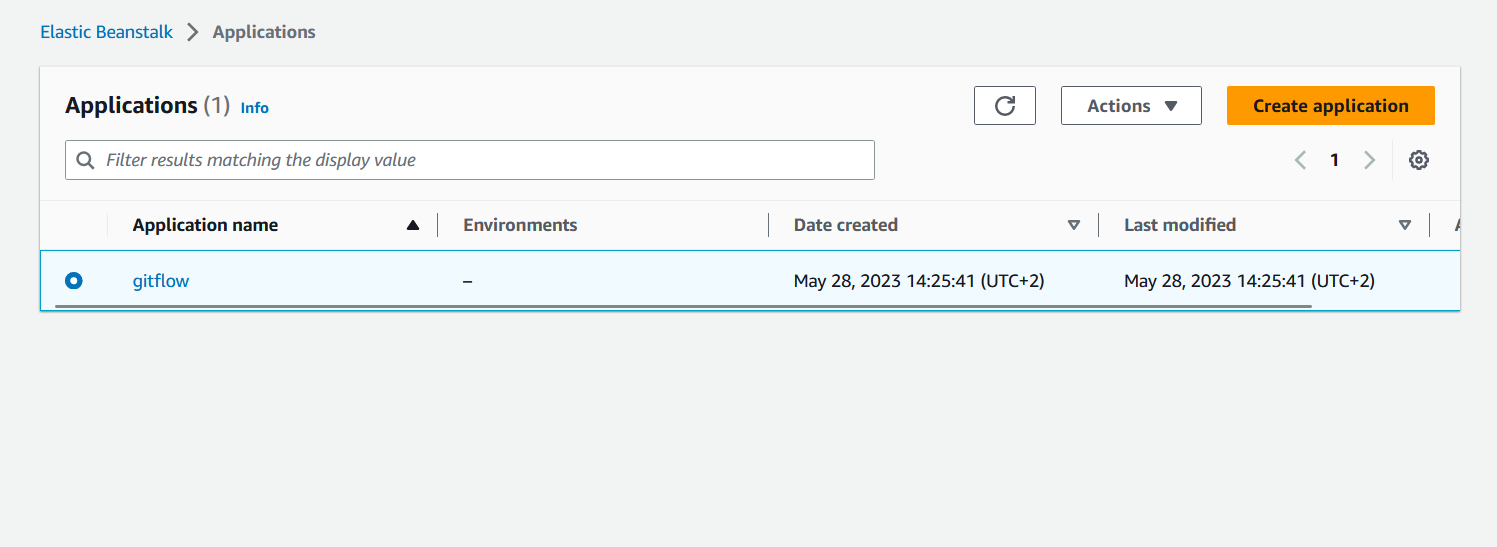 Elastic Beanstalk > Applications
Applications (1) Info
Actions
Create application
Filter results matching the display value
1
Application name Environments Date created Last modified
gitflow – May 28, 2023 14:25:41 (UTC+2) May 28, 2023 14:25:41 (UTC+2)